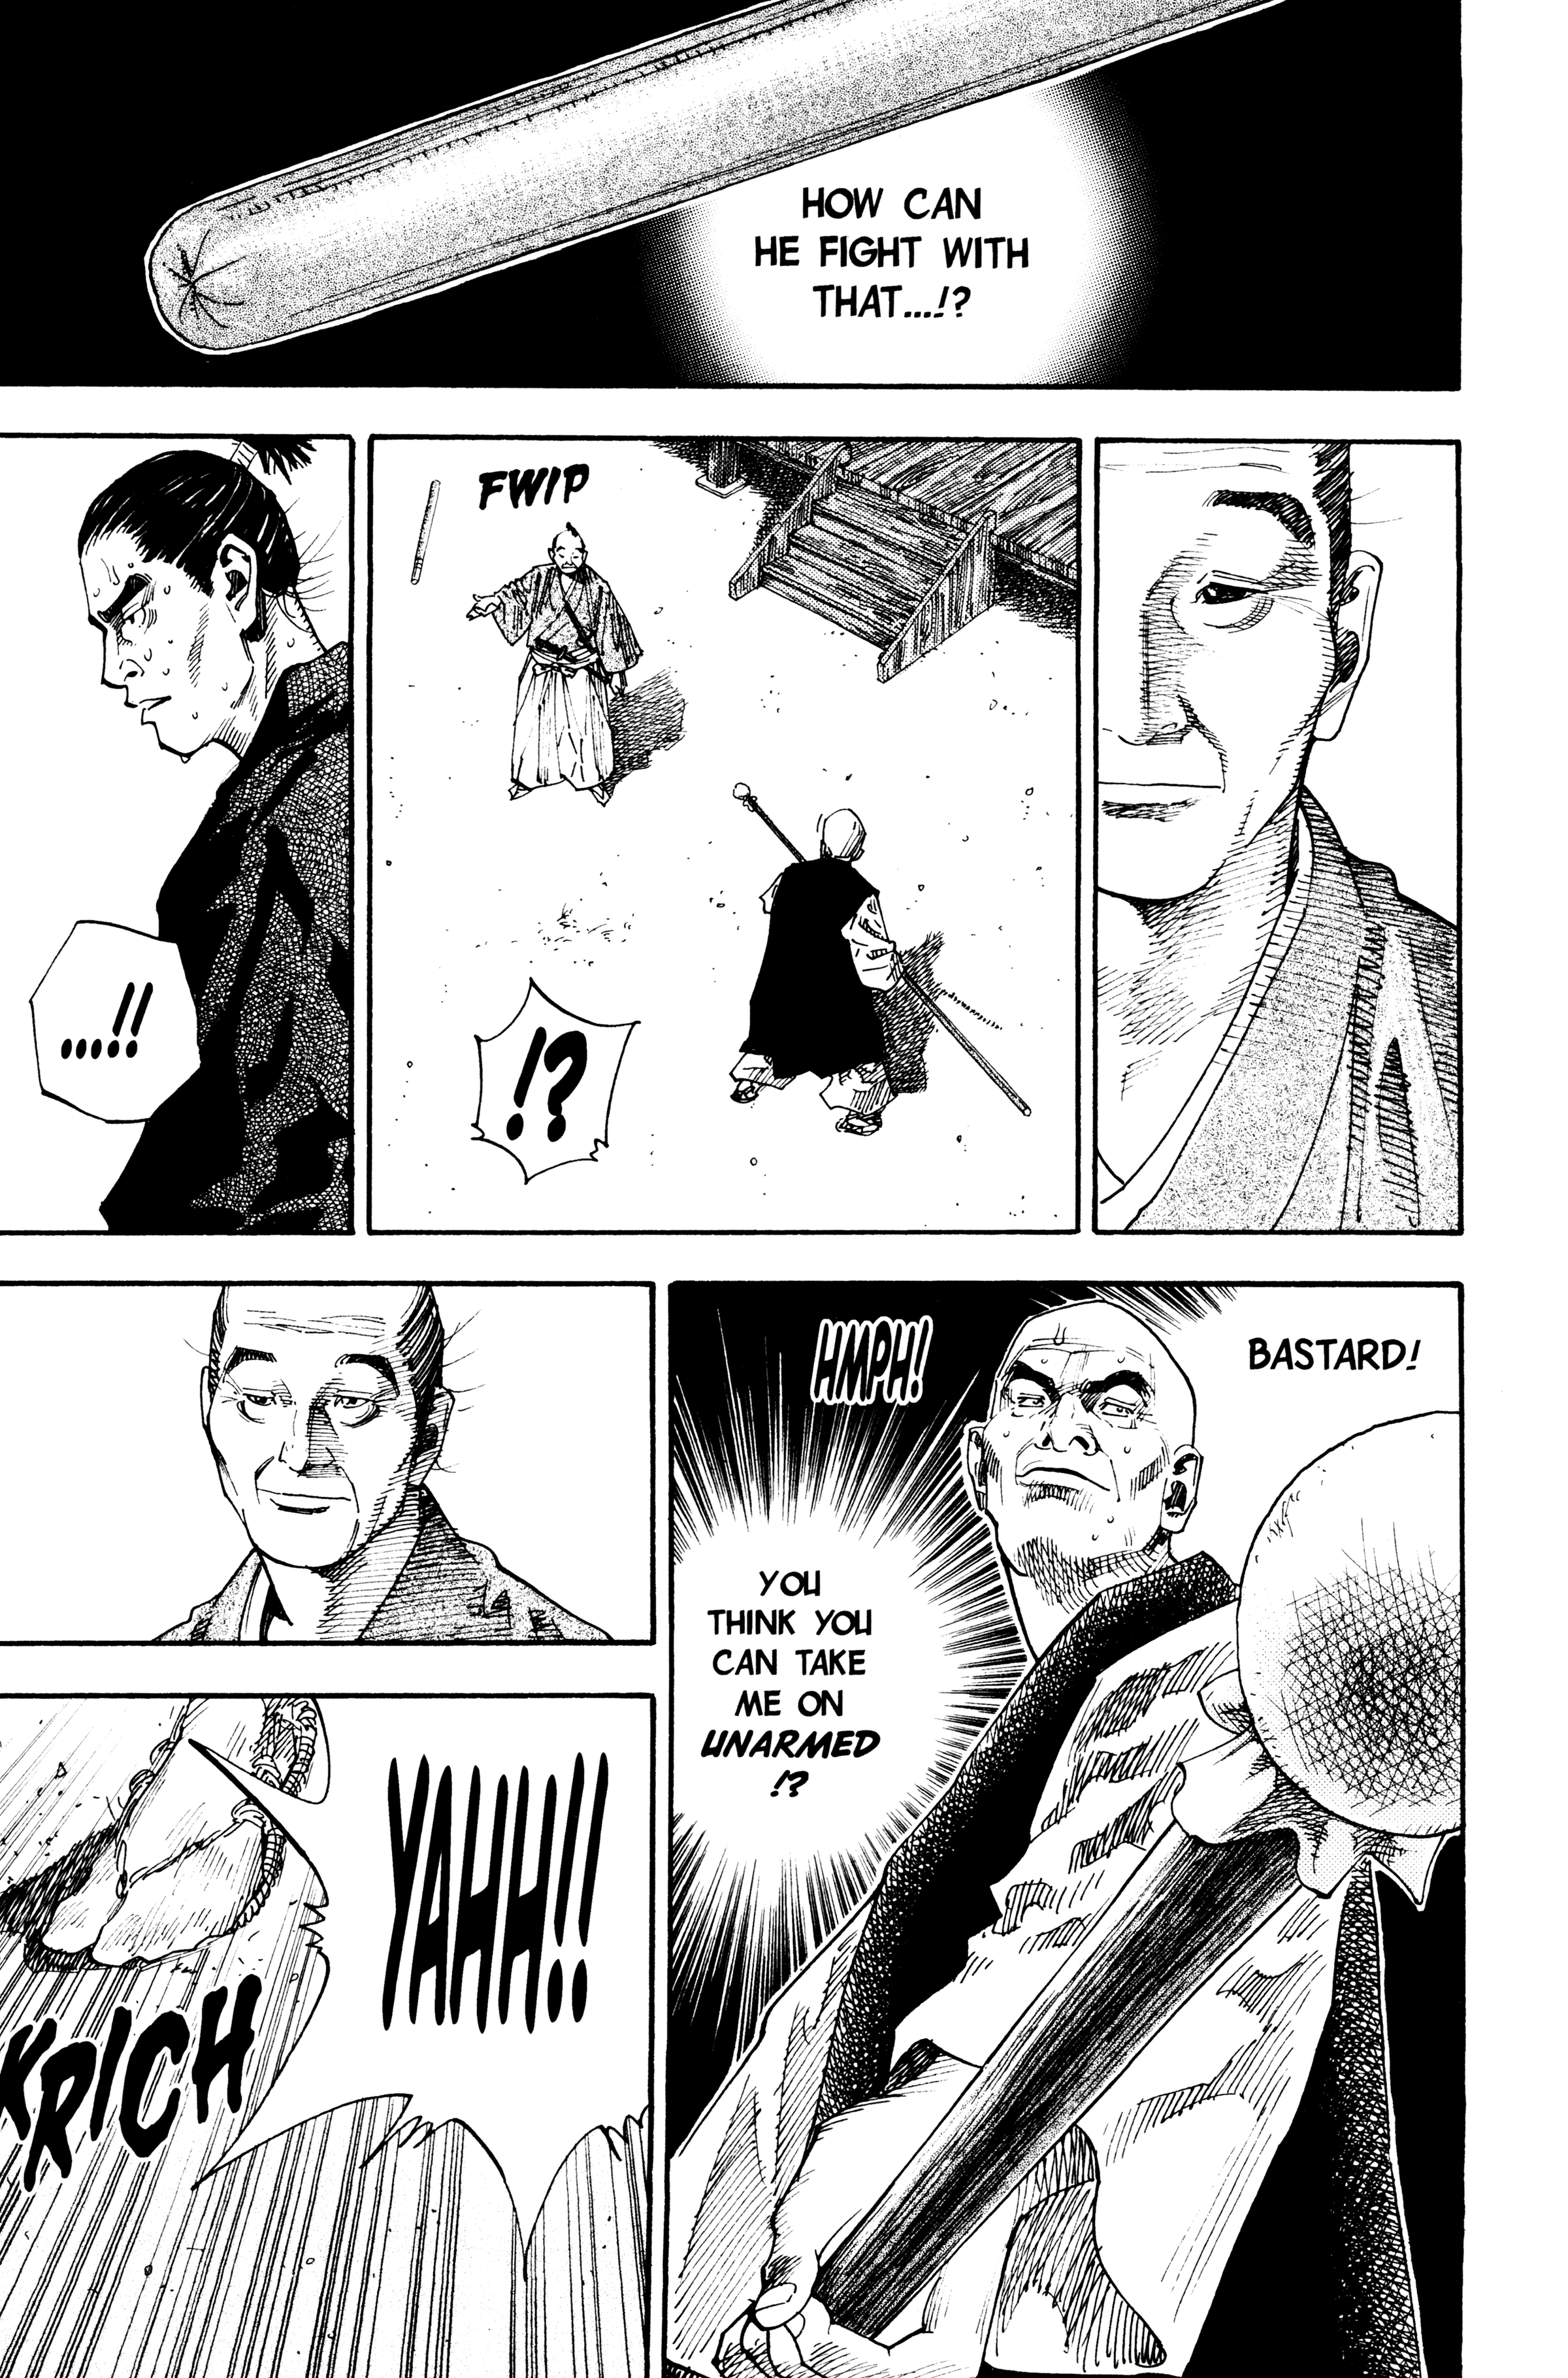 HOW CAN
HE FIGHT WITH
THAT...!?
FWIP
!?
.....!!
BASTARD!
HMPH!
YOU
THINK YOU
CAN TAKE
ME ON
UNARMED
!?
YAHH!!
KRICH